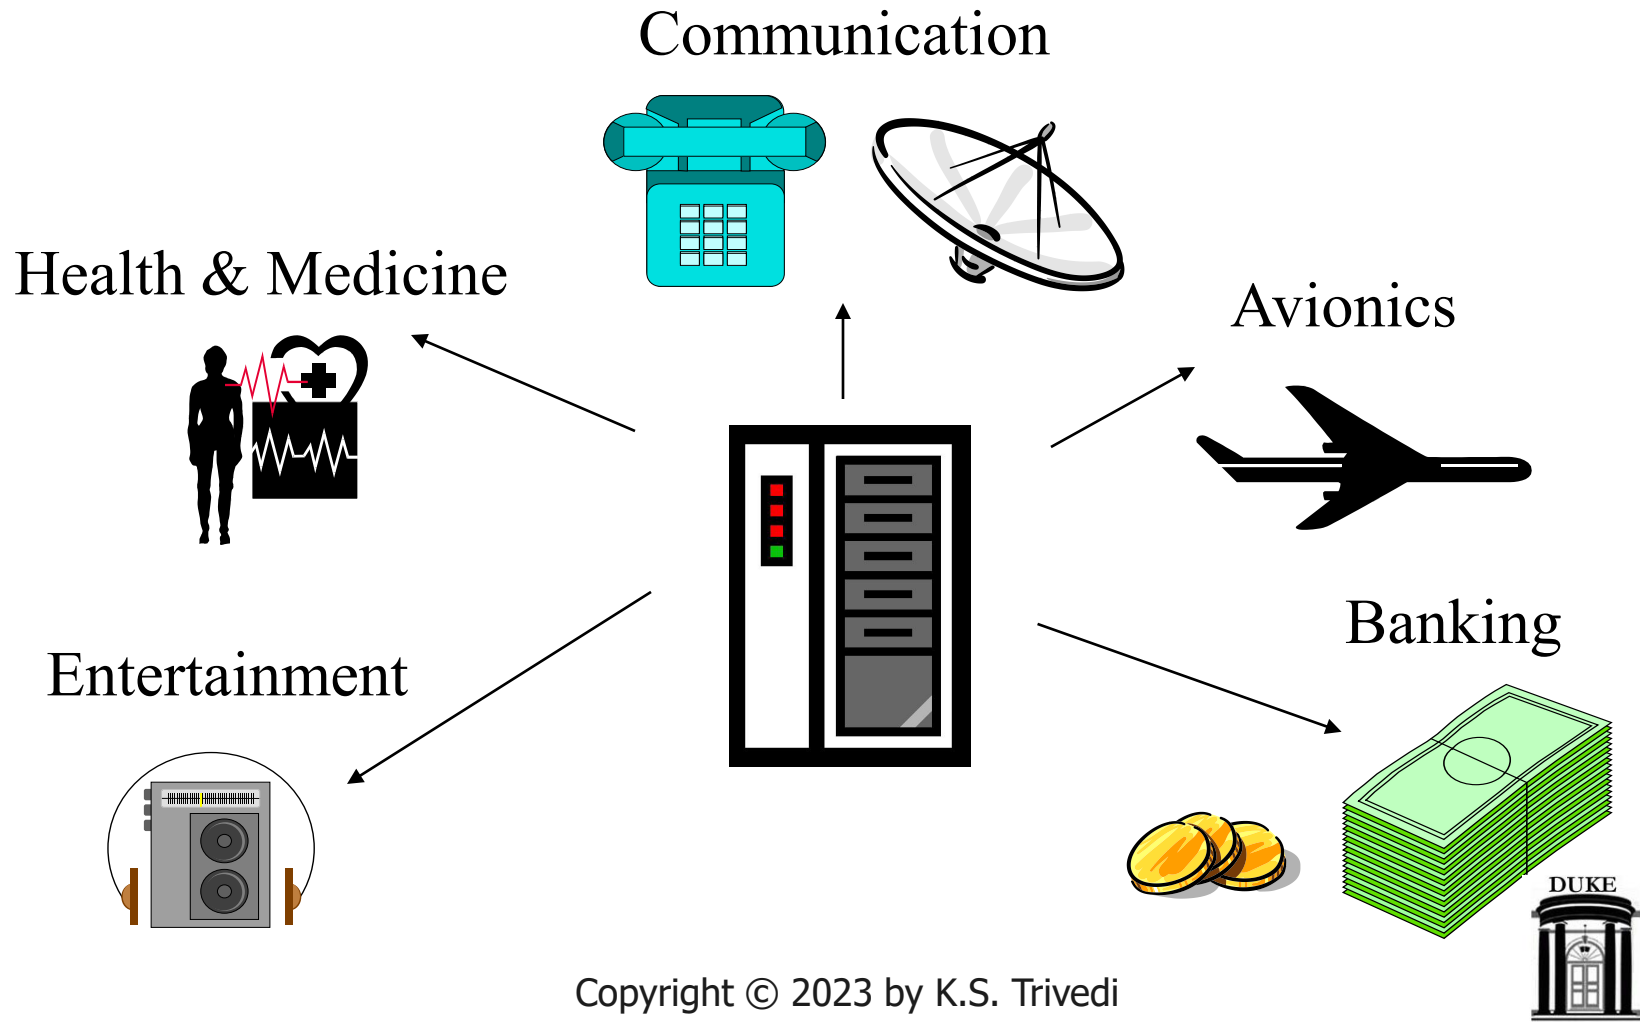 Communication
Health & Medicine
Avionics
Banking
Entertainment
DUKE
Copyright © 2023 by K.S. Trivedi